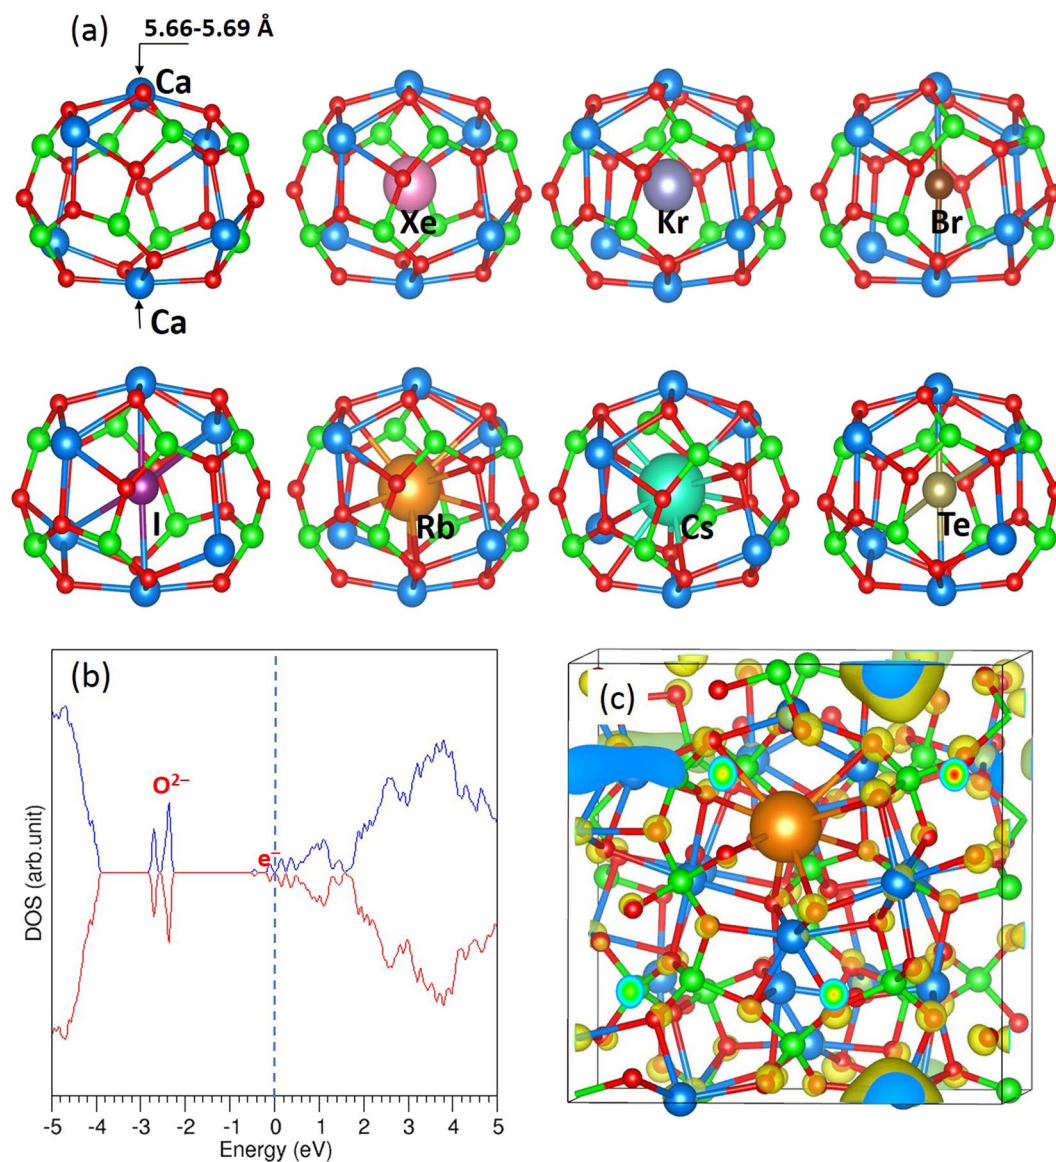 (a)
5.66-5.69 Å
Ca
Xe
Kr
Br
Ca
I
Rb
Cs
Te
(b)
(c)
O²⁻
e⁻
DOS (arb.unit)
-5 -4 -3 -2 -1 0 1 2 3 4 5
Energy (eV)